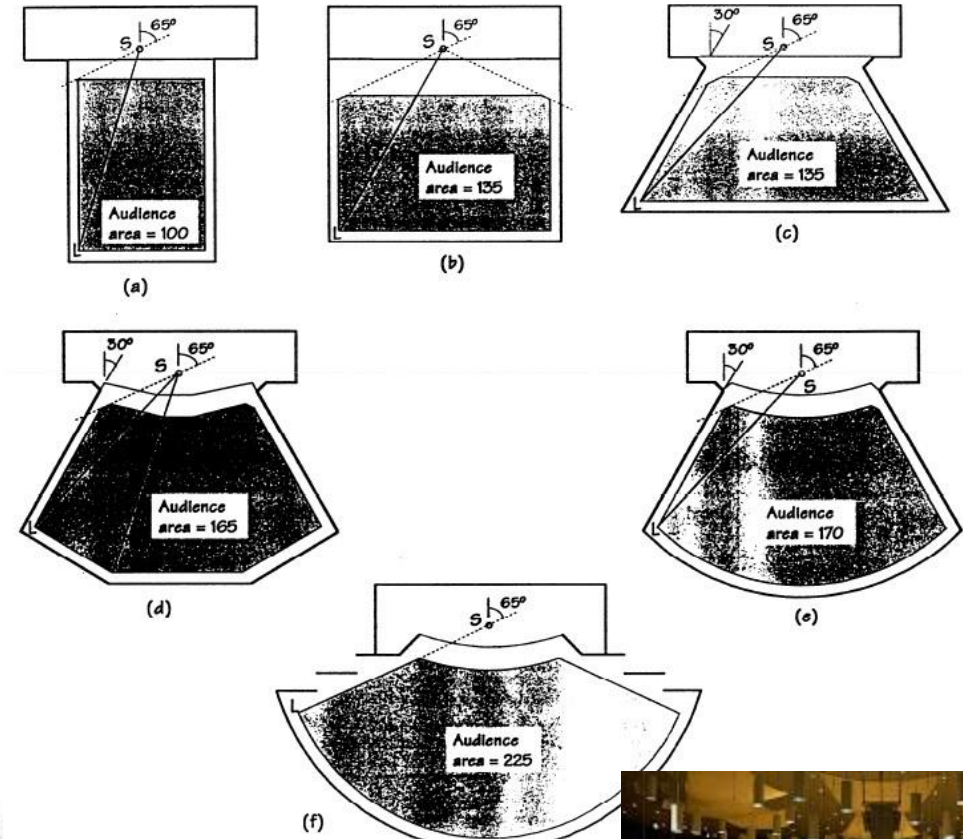 65°
S
Audience
area = 100
L
(a)
65°
S
Audience
area = 135
L
(b)
30°
65°
S
Audience
area = 135
L
(c)
30°
65°
S
Audience
area = 165
L
(d)
30°
65°
S
Audience
area = 170
L
(e)
65°
S
L
Audience
area = 225
(f)